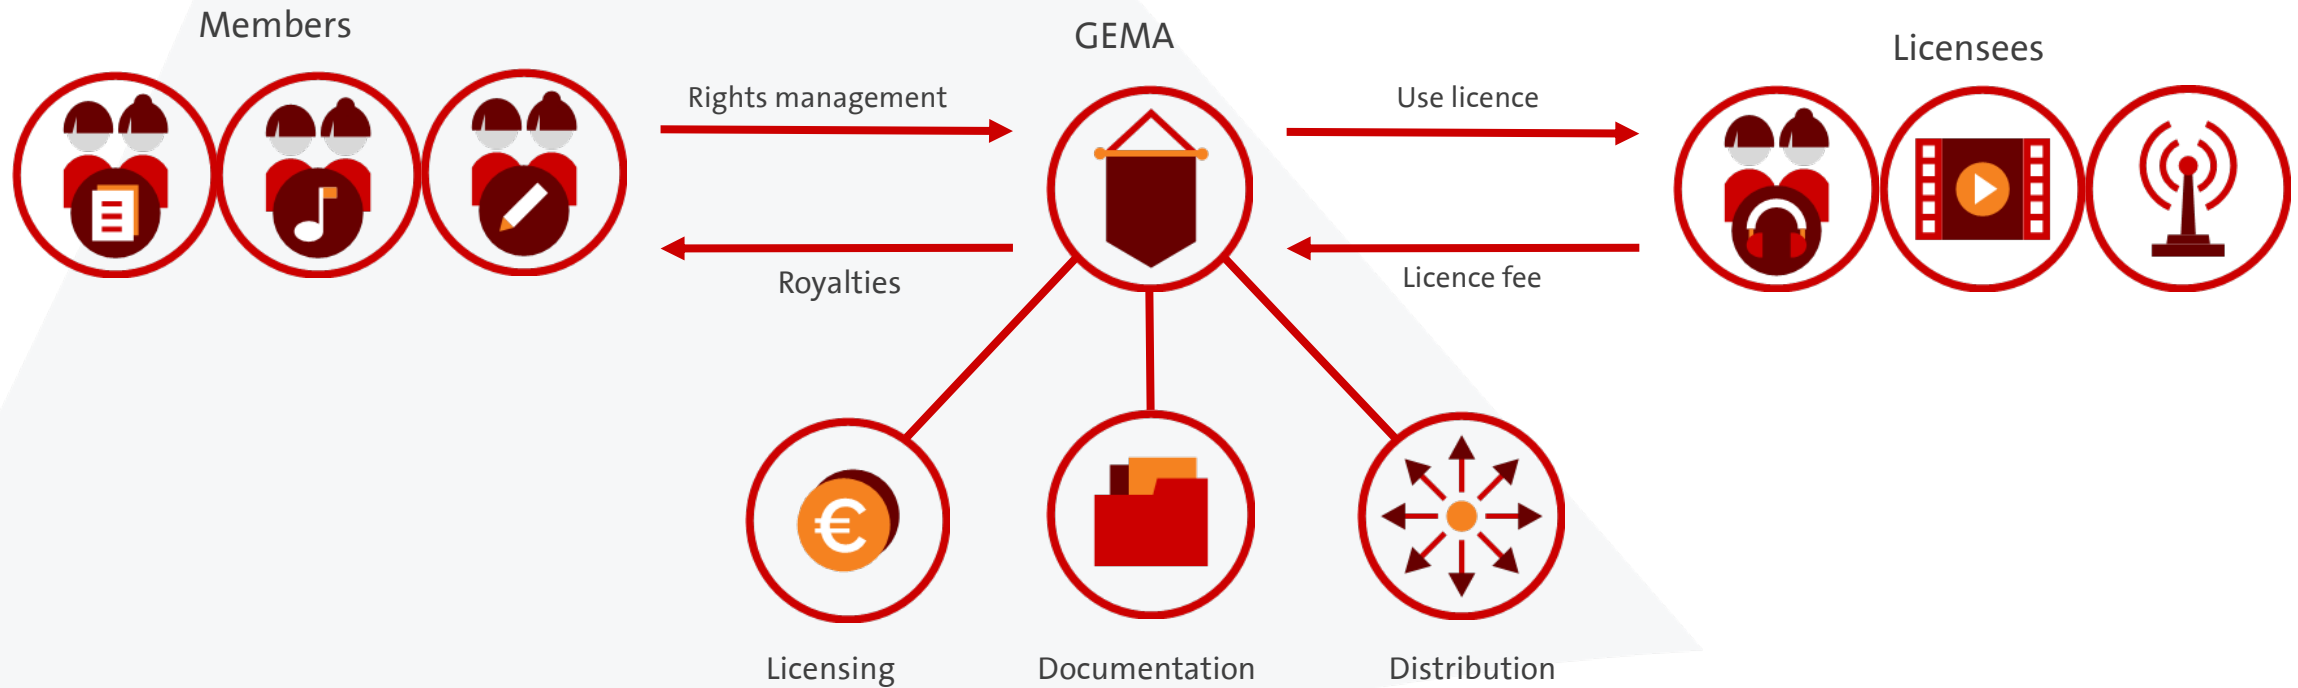 Members
GEMA
Licensees
Rights management
Use licence
Royalties
Licence fee
€
Licensing
Documentation
Distribution